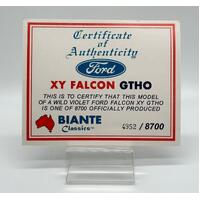 Certificate
of
Authenticity
Ford
XY FALCON GTHO
THIS IS TO CERTIFY THAT THIS MODEL
OF A WILD VIOLET FORD FALCON XY GTHO
IS ONE OF 8700 OFFICIALLY PRODUCED
BIANTE
Classics™
4952 / 8700